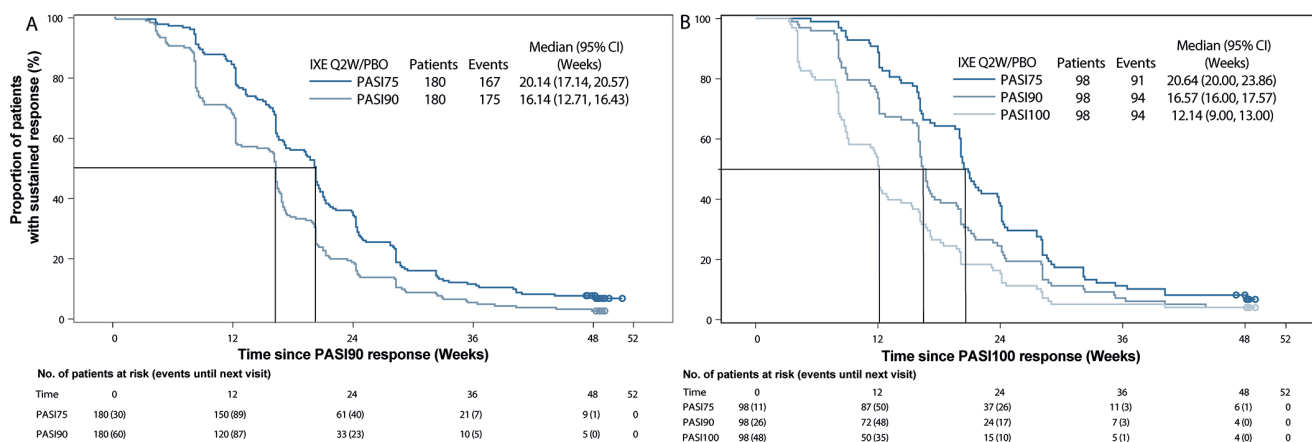 A
Proportion of patients
with sustained response (%)
100
80
60
40
20
0
Median (95% CI)
IXE Q2W/PBO Patients Events (Weeks)
PASI75 180 167 20.14 (17.14, 20.57)
PASI90 180 175 16.14 (12.71, 16.43)
0 12 24 36 48 52
Time since PASI90 response (Weeks)
No. of patients at risk (events until next visit)
Time 0 12 24 36 48 52
PASI75 180 (30) 150 (89) 61 (40) 21 (7) 9 (1) 0
PASI90 180 (60) 120 (87) 33 (23) 10 (5) 5 (0) 0
B
100
80
60
40
20
0
Median (95% CI)
IXE Q2W/PBO Patients Events (Weeks)
PASI75 98 91 20.64 (20.00, 23.86)
PASI90 98 94 16.57 (16.00, 17.57)
PASI100 98 94 12.14 (9.00, 13.00)
0 12 24 36 48 52
Time since PASI100 response (Weeks)
No. of patients at risk (events until next visit)
Time 0 12 24 36 48 52
PASI75 98 (11) 87 (50) 37 (26) 11 (3) 6 (1) 0
PASI90 98 (26) 72 (48) 24 (17) 7 (3) 4 (0) 0
PASI100 98 (48) 50 (35) 15 (10) 5 (1) 4 (0) 0